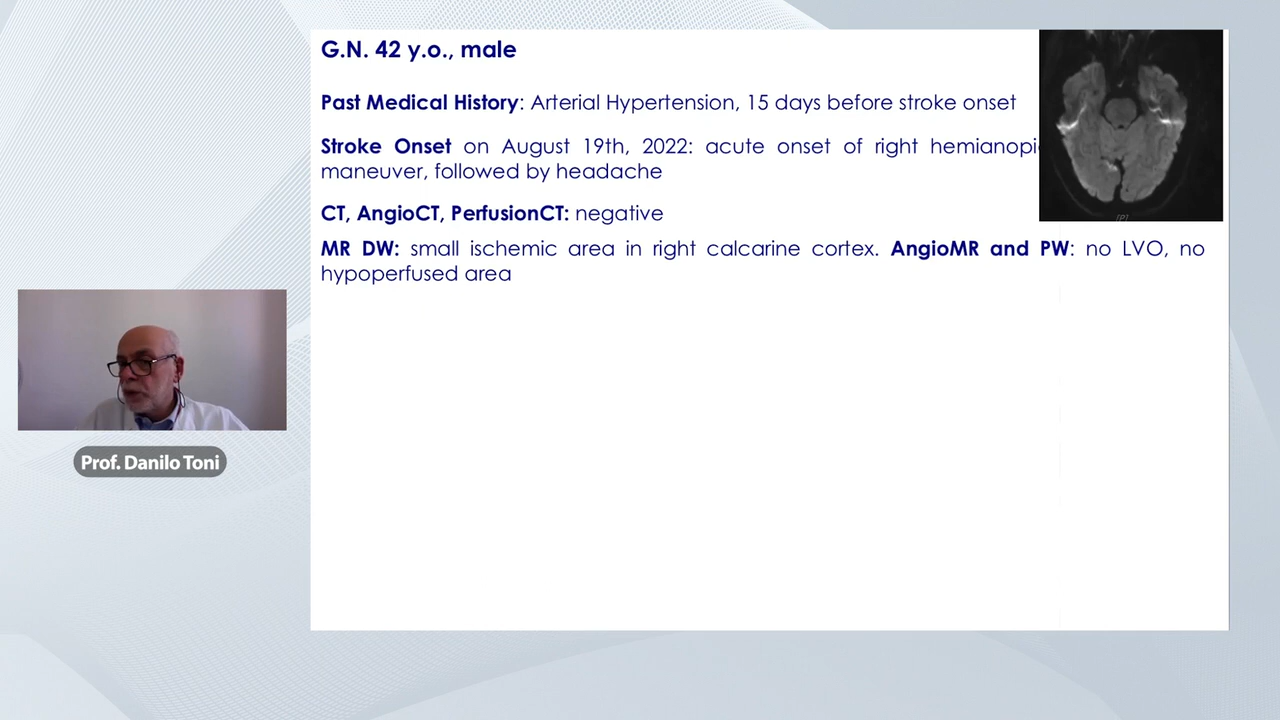 G.N. 42 y.o., male
Past Medical History: Arterial Hypertension, 15 days before stroke onset
Stroke Onset on August 19th, 2022: acute onset of right
maneuver, followed by headache
CT, AngioCT, PerfusionCT: negative
MR DW: small ischemic area in right calcarine cortex. AngioMR and PW: no LVO, no
hypoperfused area
[P]
Prof. Danilo Toni